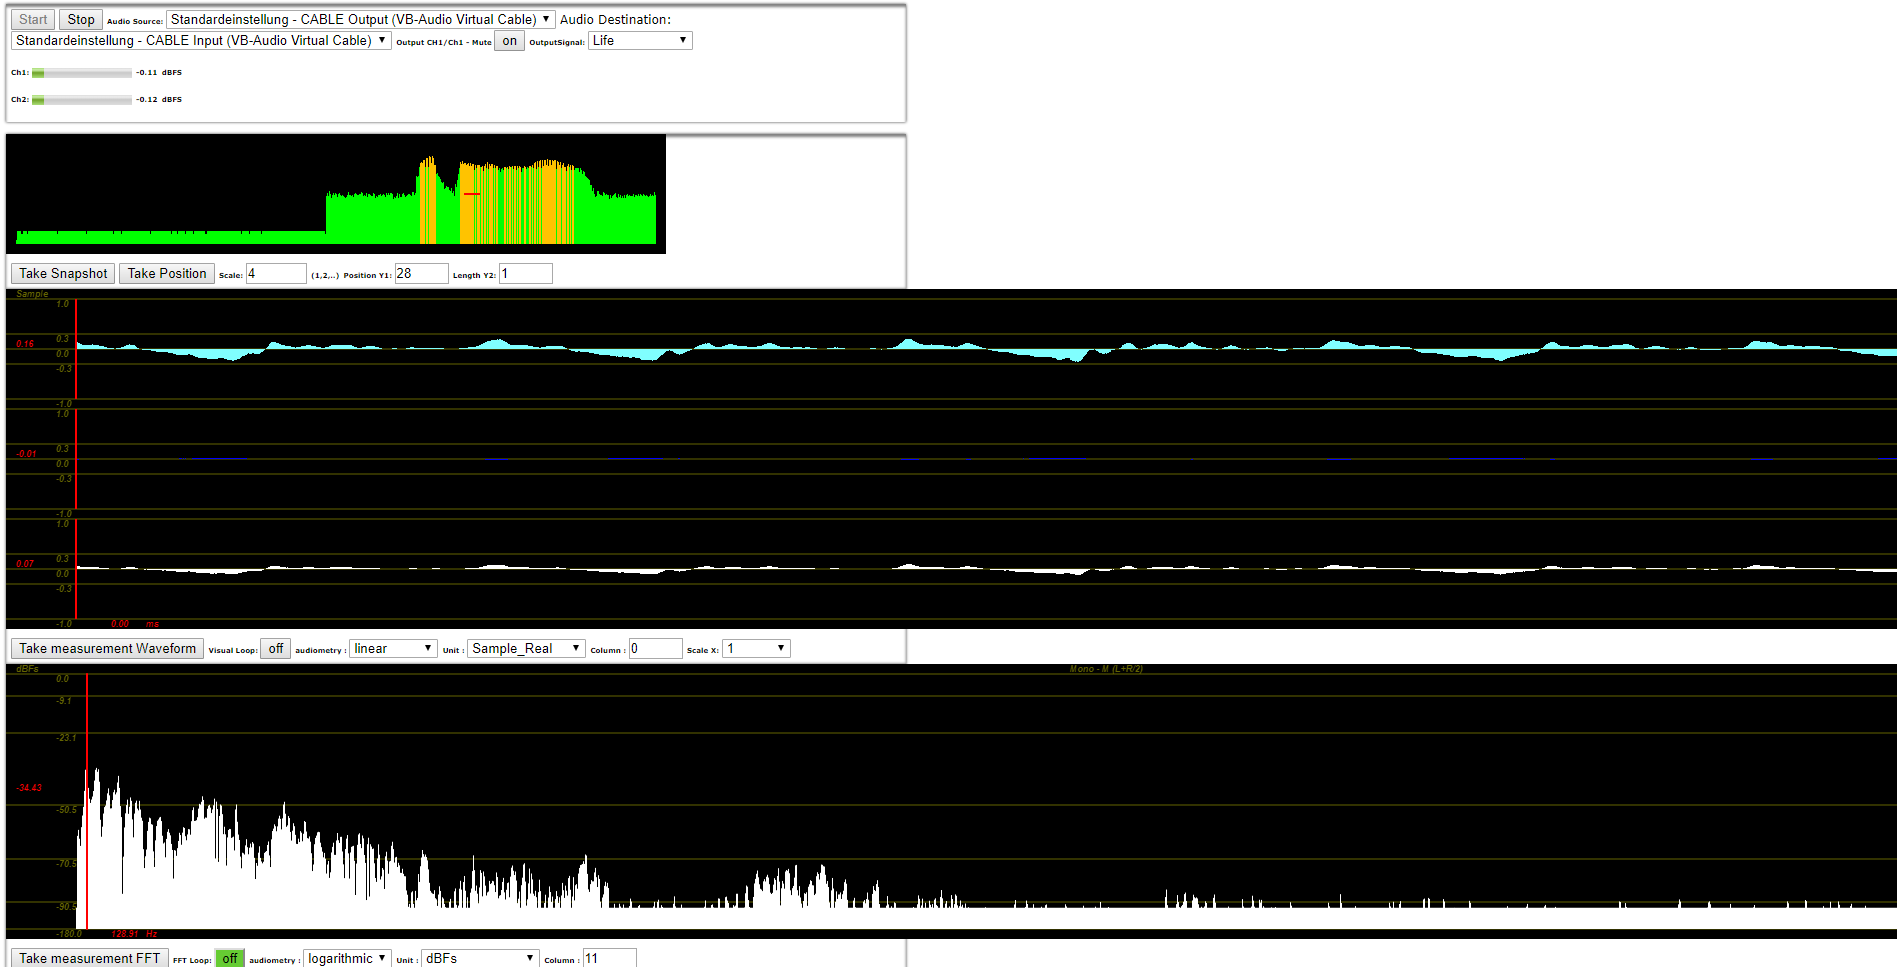 Start Stop Audio Source: Standardeinstellung - CABLE Output (VB-Audio Virtual Cable) Audio Destination:
Standardeinstellung - CABLE Input (VB-Audio Virtual Cable) Output CH1/Ch1 - Mute on OutputSignal: Life
Ch1: -0.11 dBFS
Ch2: -0.12 dBFS
Take Snapshot Take Position Scale: 4 (1,2,..) Position Y1: 28 Length Y2: 1
Sample
1.0
0.3
0.16
0.0
-0.3
-1.0
1.0
0.3
-0.01
0.0
-0.3
-1.0
1.0
0.3
0.07
0.0
-0.3
-1.0 0.00 ms
Take measurement Waveform Visual Loop: off audiometry : linear Unit : Sample_Real Column : 0 Scale X: 1
dBFs Mono - M (L+R/2)
0.0
-9.1
-23.1
-34.43
-50.5
-70.5
-90.5
-180.0 128.91 Hz
Take measurement FFT FFT Loop: off audiometry : logarithmic Unit : dBFs Column : 11